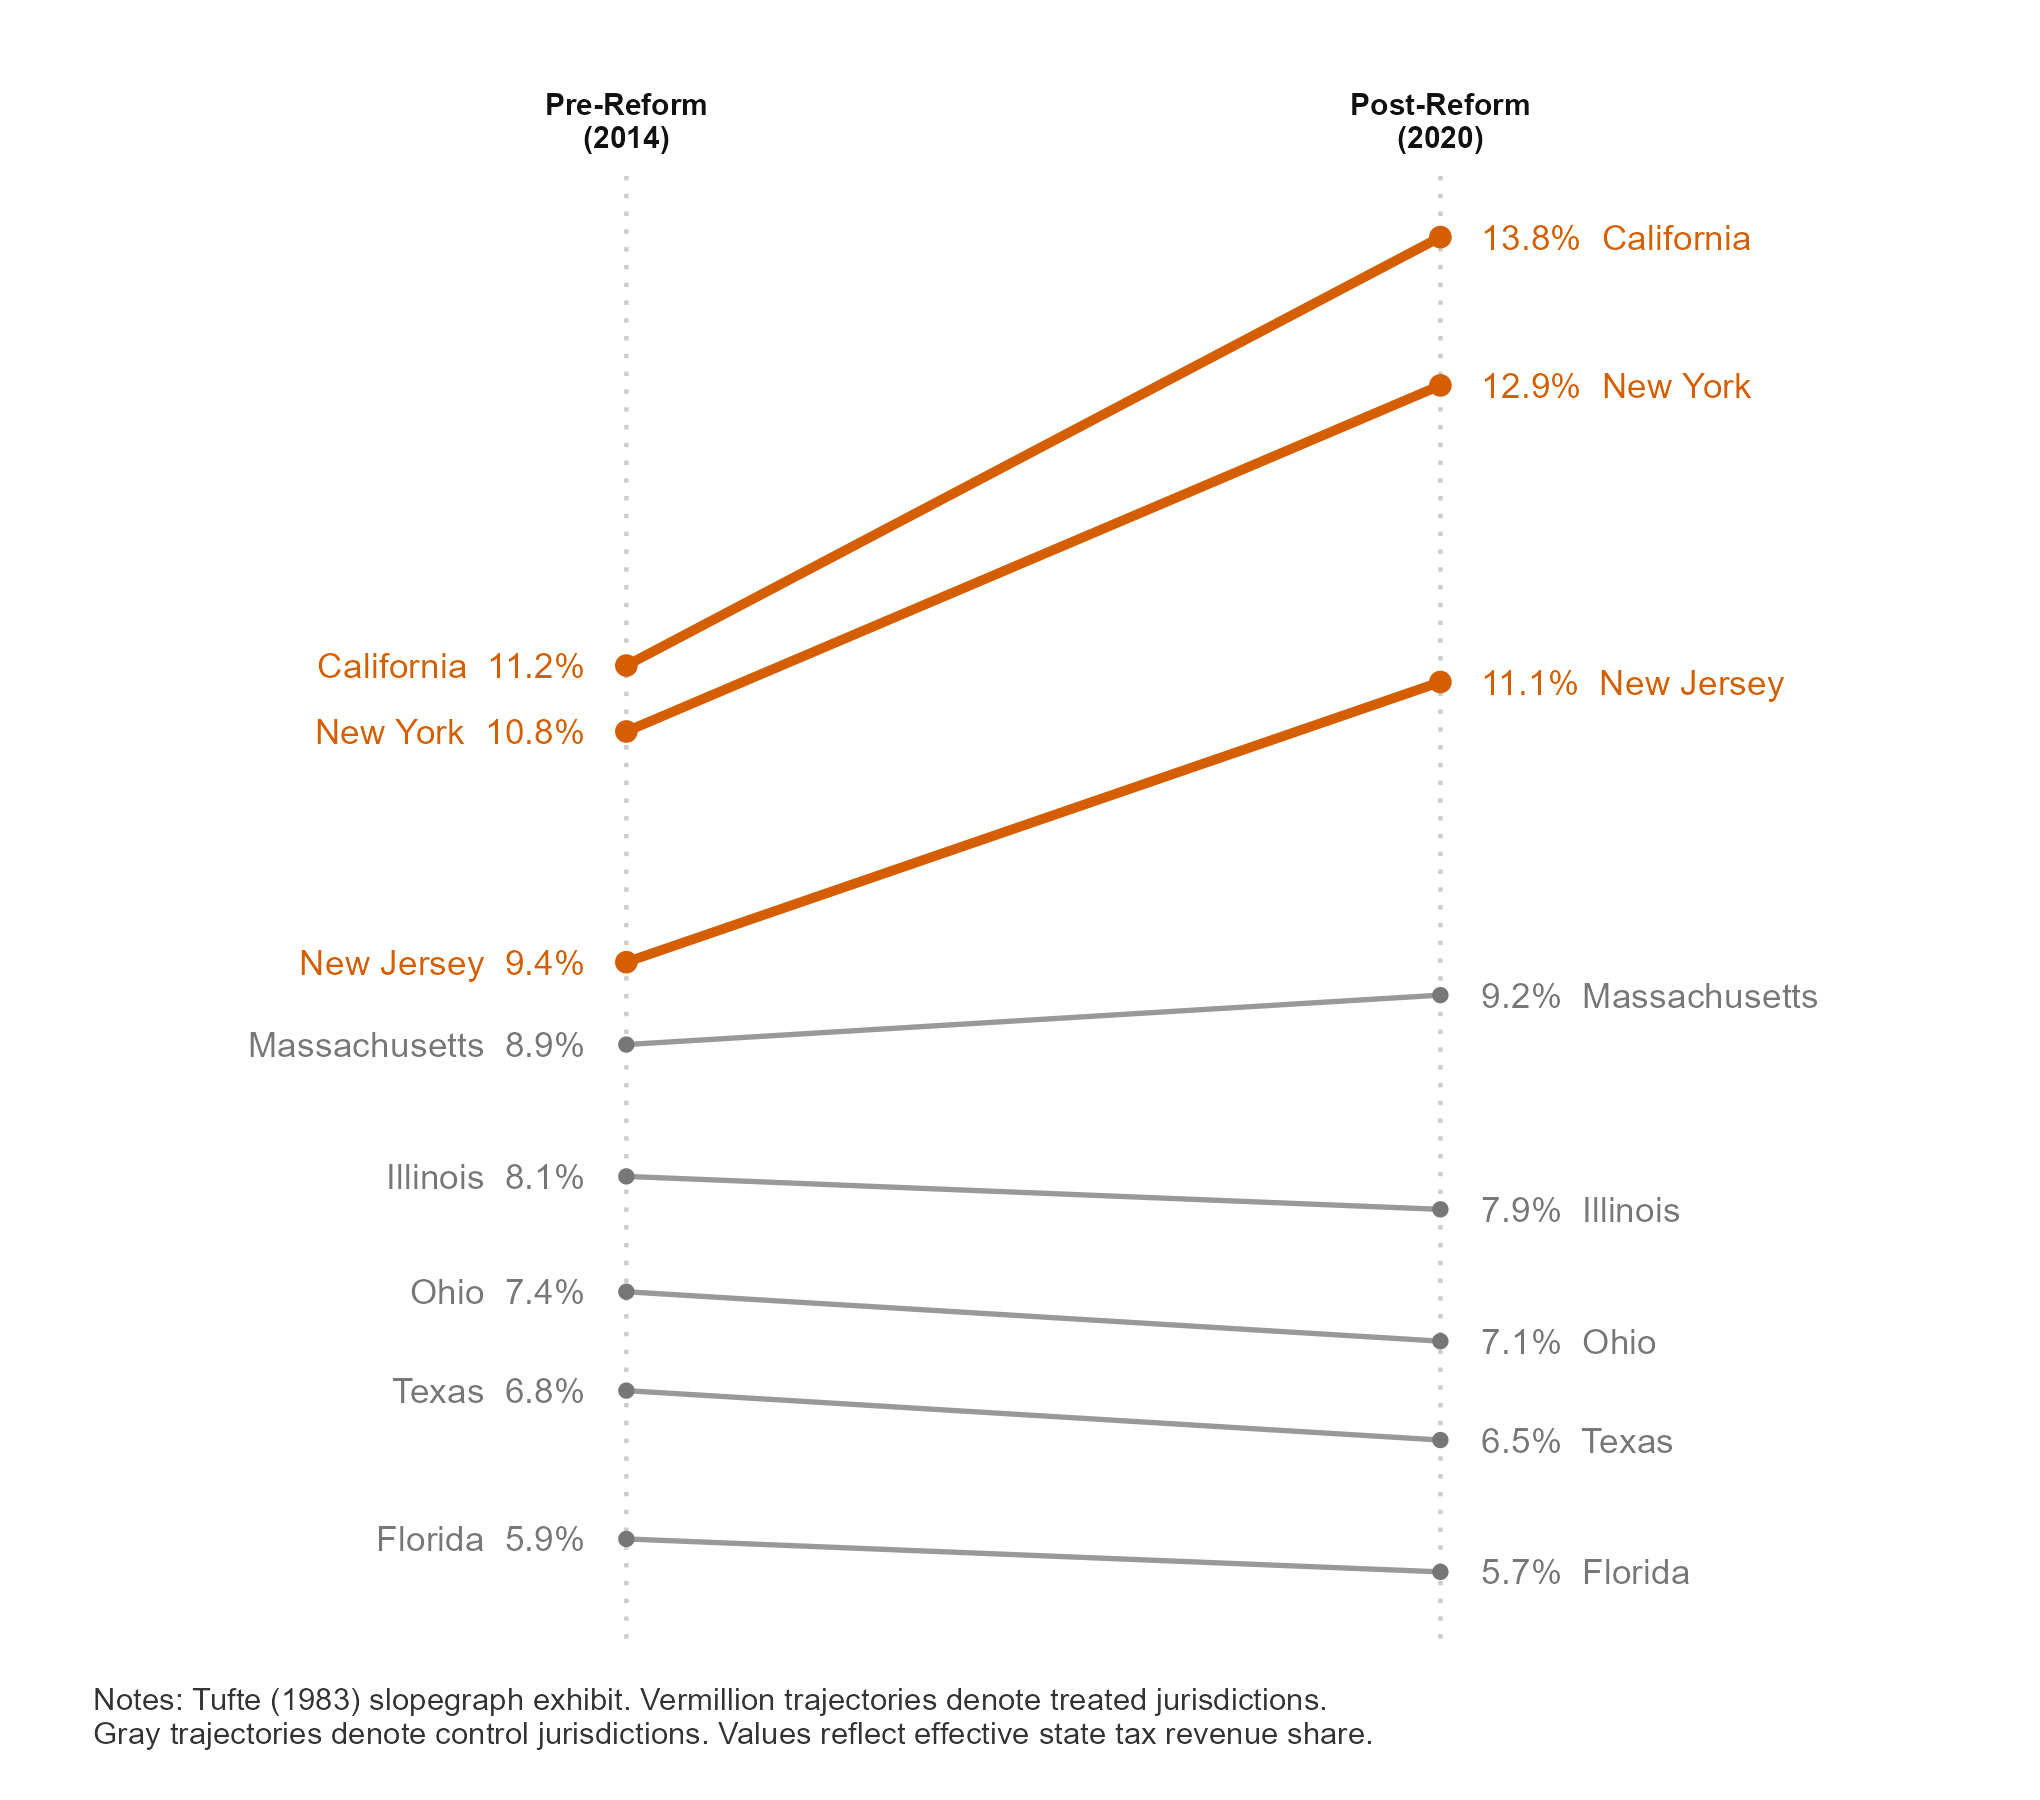 Pre-Reform
(2014)
Post-Reform
(2020)
13.8% California
12.9% New York
California 11.2%
11.1% New Jersey
New York 10.8%
New Jersey 9.4%
9.2% Massachusetts
Massachusetts 8.9%
Illinois 8.1%
7.9% Illinois
Ohio 7.4%
7.1% Ohio
Texas 6.8%
6.5% Texas
Florida 5.9%
5.7% Florida
Notes: Tufte (1983) slopegraph exhibit. Vermillion trajectories denote treated jurisdictions.
Gray trajectories denote control jurisdictions. Values reflect effective state tax revenue share.